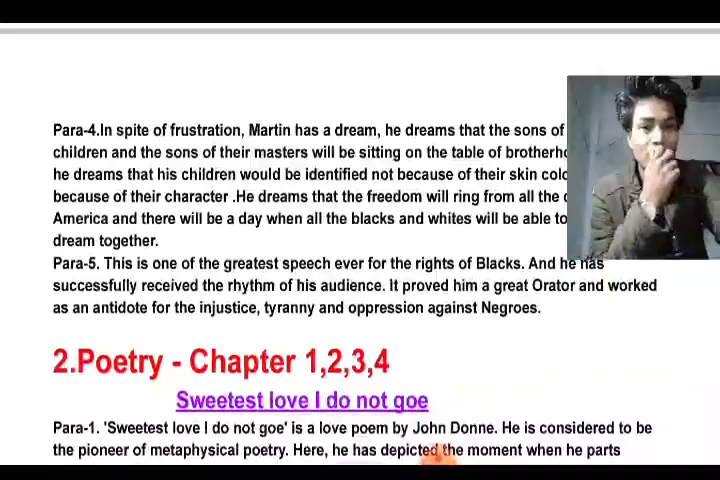 Para-4.In spite of frustration, Martin has a dream, he dreams that the sons of
children and the sons of their masters will be sitting on the table of
he dreams that his children would be identified not because of their skin
because of their character .He dreams that the freedom will ring from all the
America and there will be a day when all the blacks and whites will be able to
dream together.
Para-5. This is one of the greatest speech ever for the rights of Blacks. And he has
successfully received the rhythm of his audience. It proved him a great Orator and worked
as an antidote for the injustice, tyranny and oppression against Negroes.
2.Poetry - Chapter 1,2,3,4
Sweetest love I do not goe
Para-1. 'Sweetest love I do not goe' is a love poem by John Donne. He is considered to be
the pioneer of metaphysical poetry. Here, he has depicted the moment when he parts